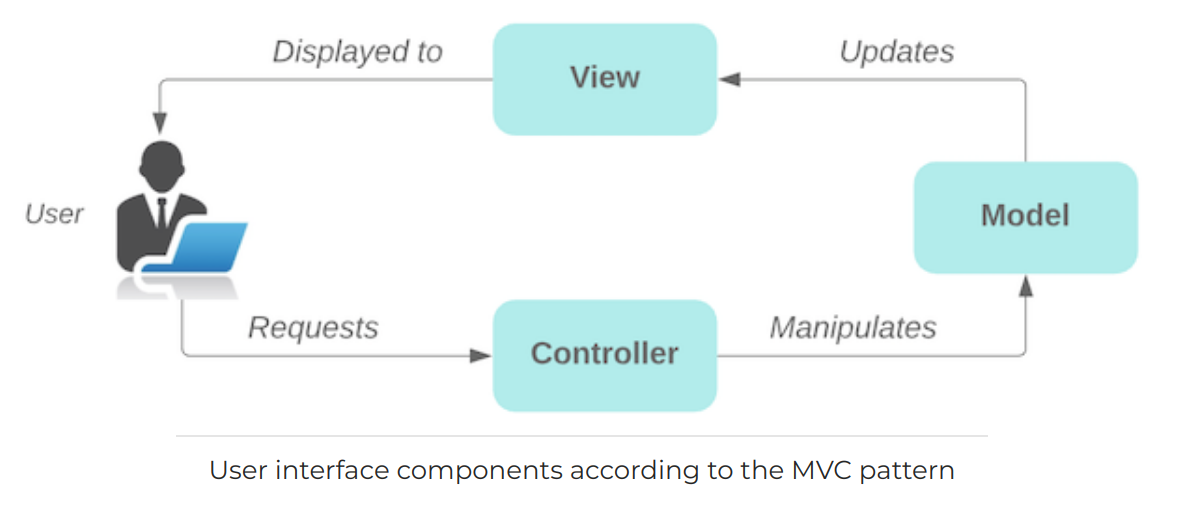 Displayed to
View
Updates
User
Model
Requests
Controller
Manipulates
User interface components according to the MVC pattern